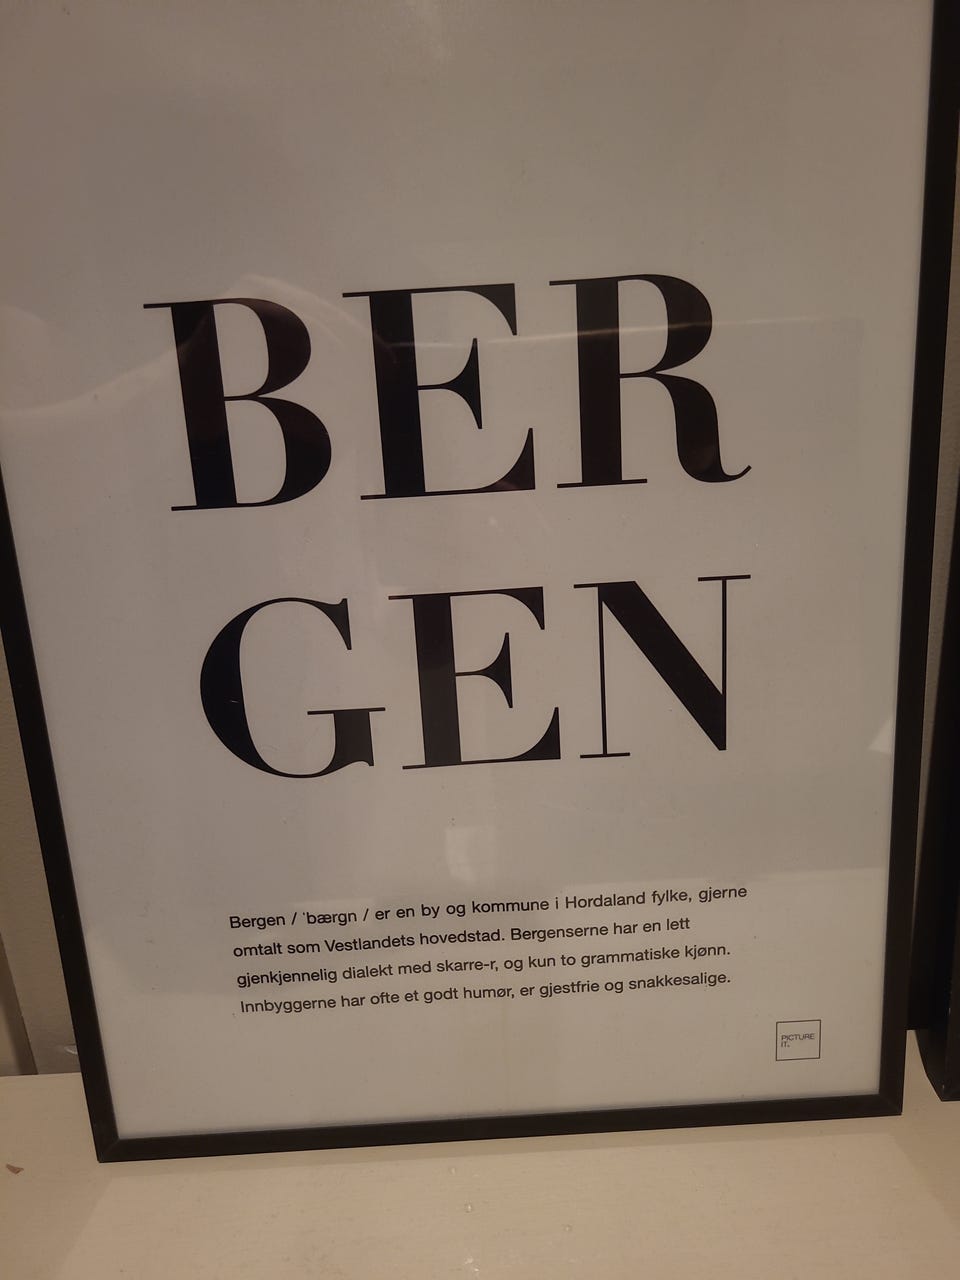 BER
GEN
Bergen / ˈbærgn / er en by og kommune i Hordaland fylke, gjerne
omtalt som Vestlandets hovedstad. Bergenserne har en lett
gjenkjennelig dialekt med skarre-r, og kun to grammatiske kjønn.
Innbyggerne har ofte et godt humør, er gjestfrie og snakkesalige.
PICTURE
IT.